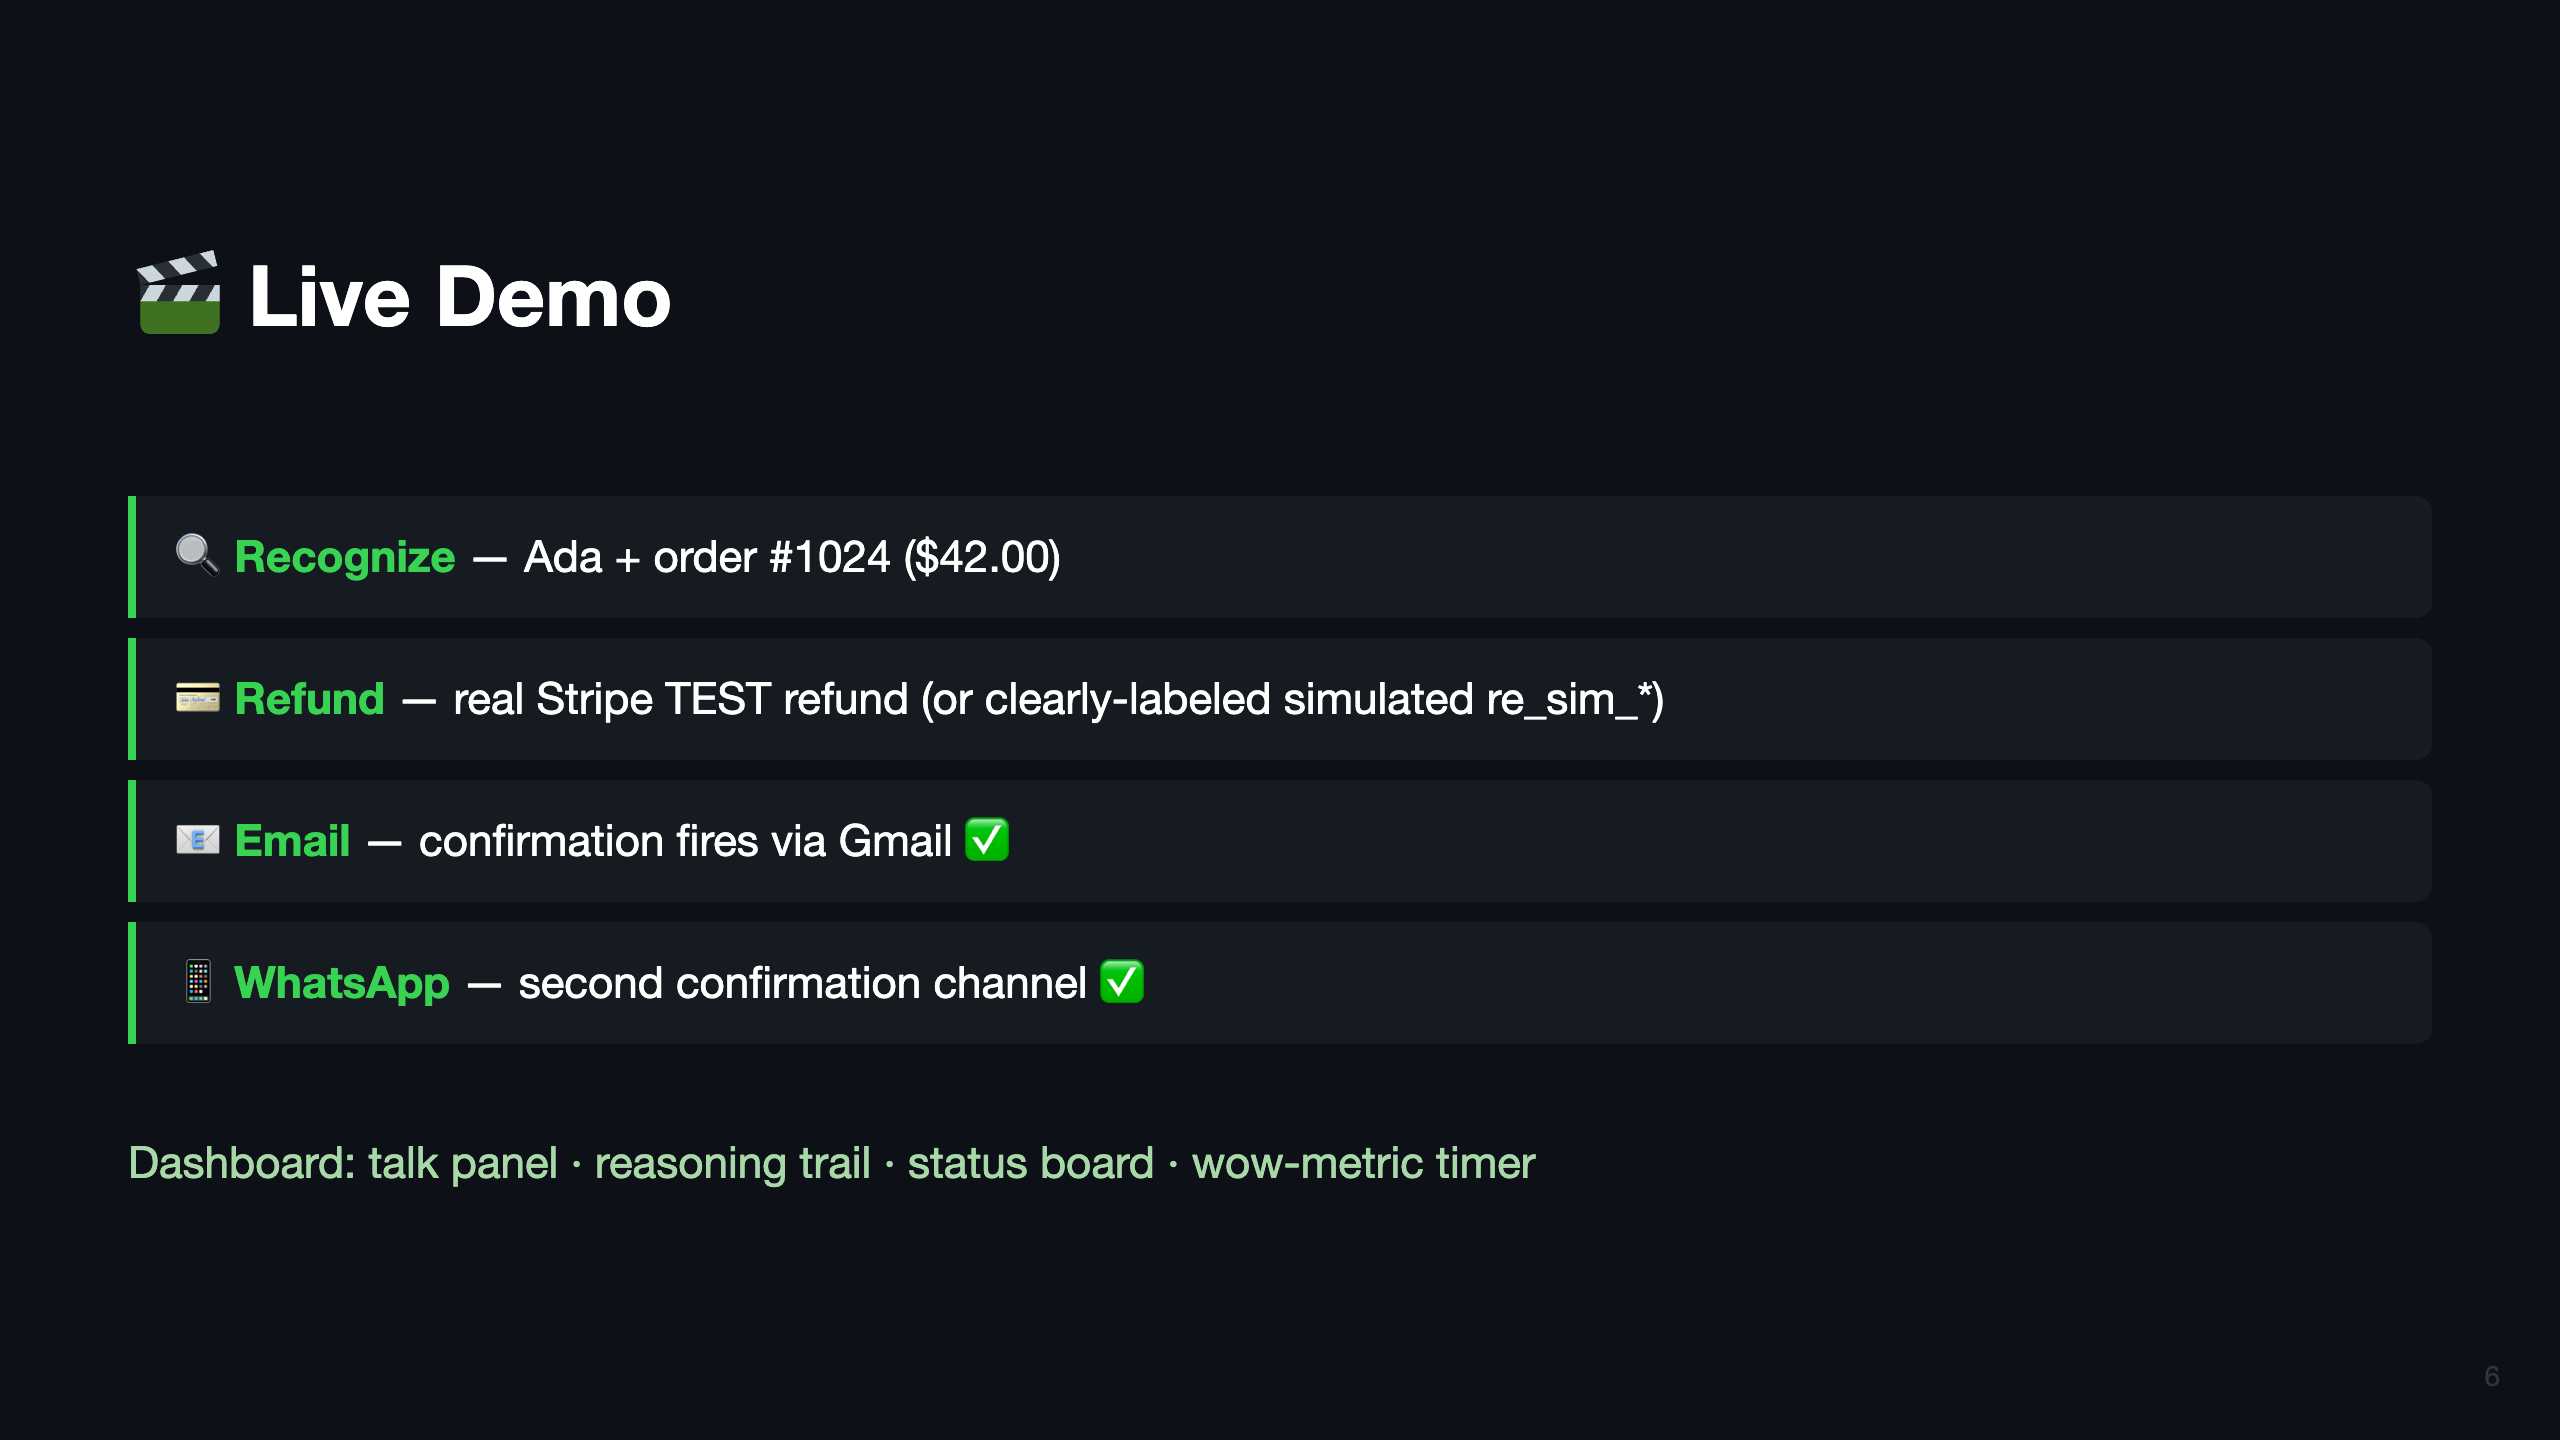 🎬 Live Demo
🔍 Recognize — Ada + order #1024 ($42.00)
💳 Refund — real Stripe TEST refund (or clearly-labeled simulated re_sim_*)
📧 Email — confirmation fires via Gmail ✅
📱 WhatsApp — second confirmation channel ✅
Dashboard: talk panel · reasoning trail · status board · wow-metric timer
6